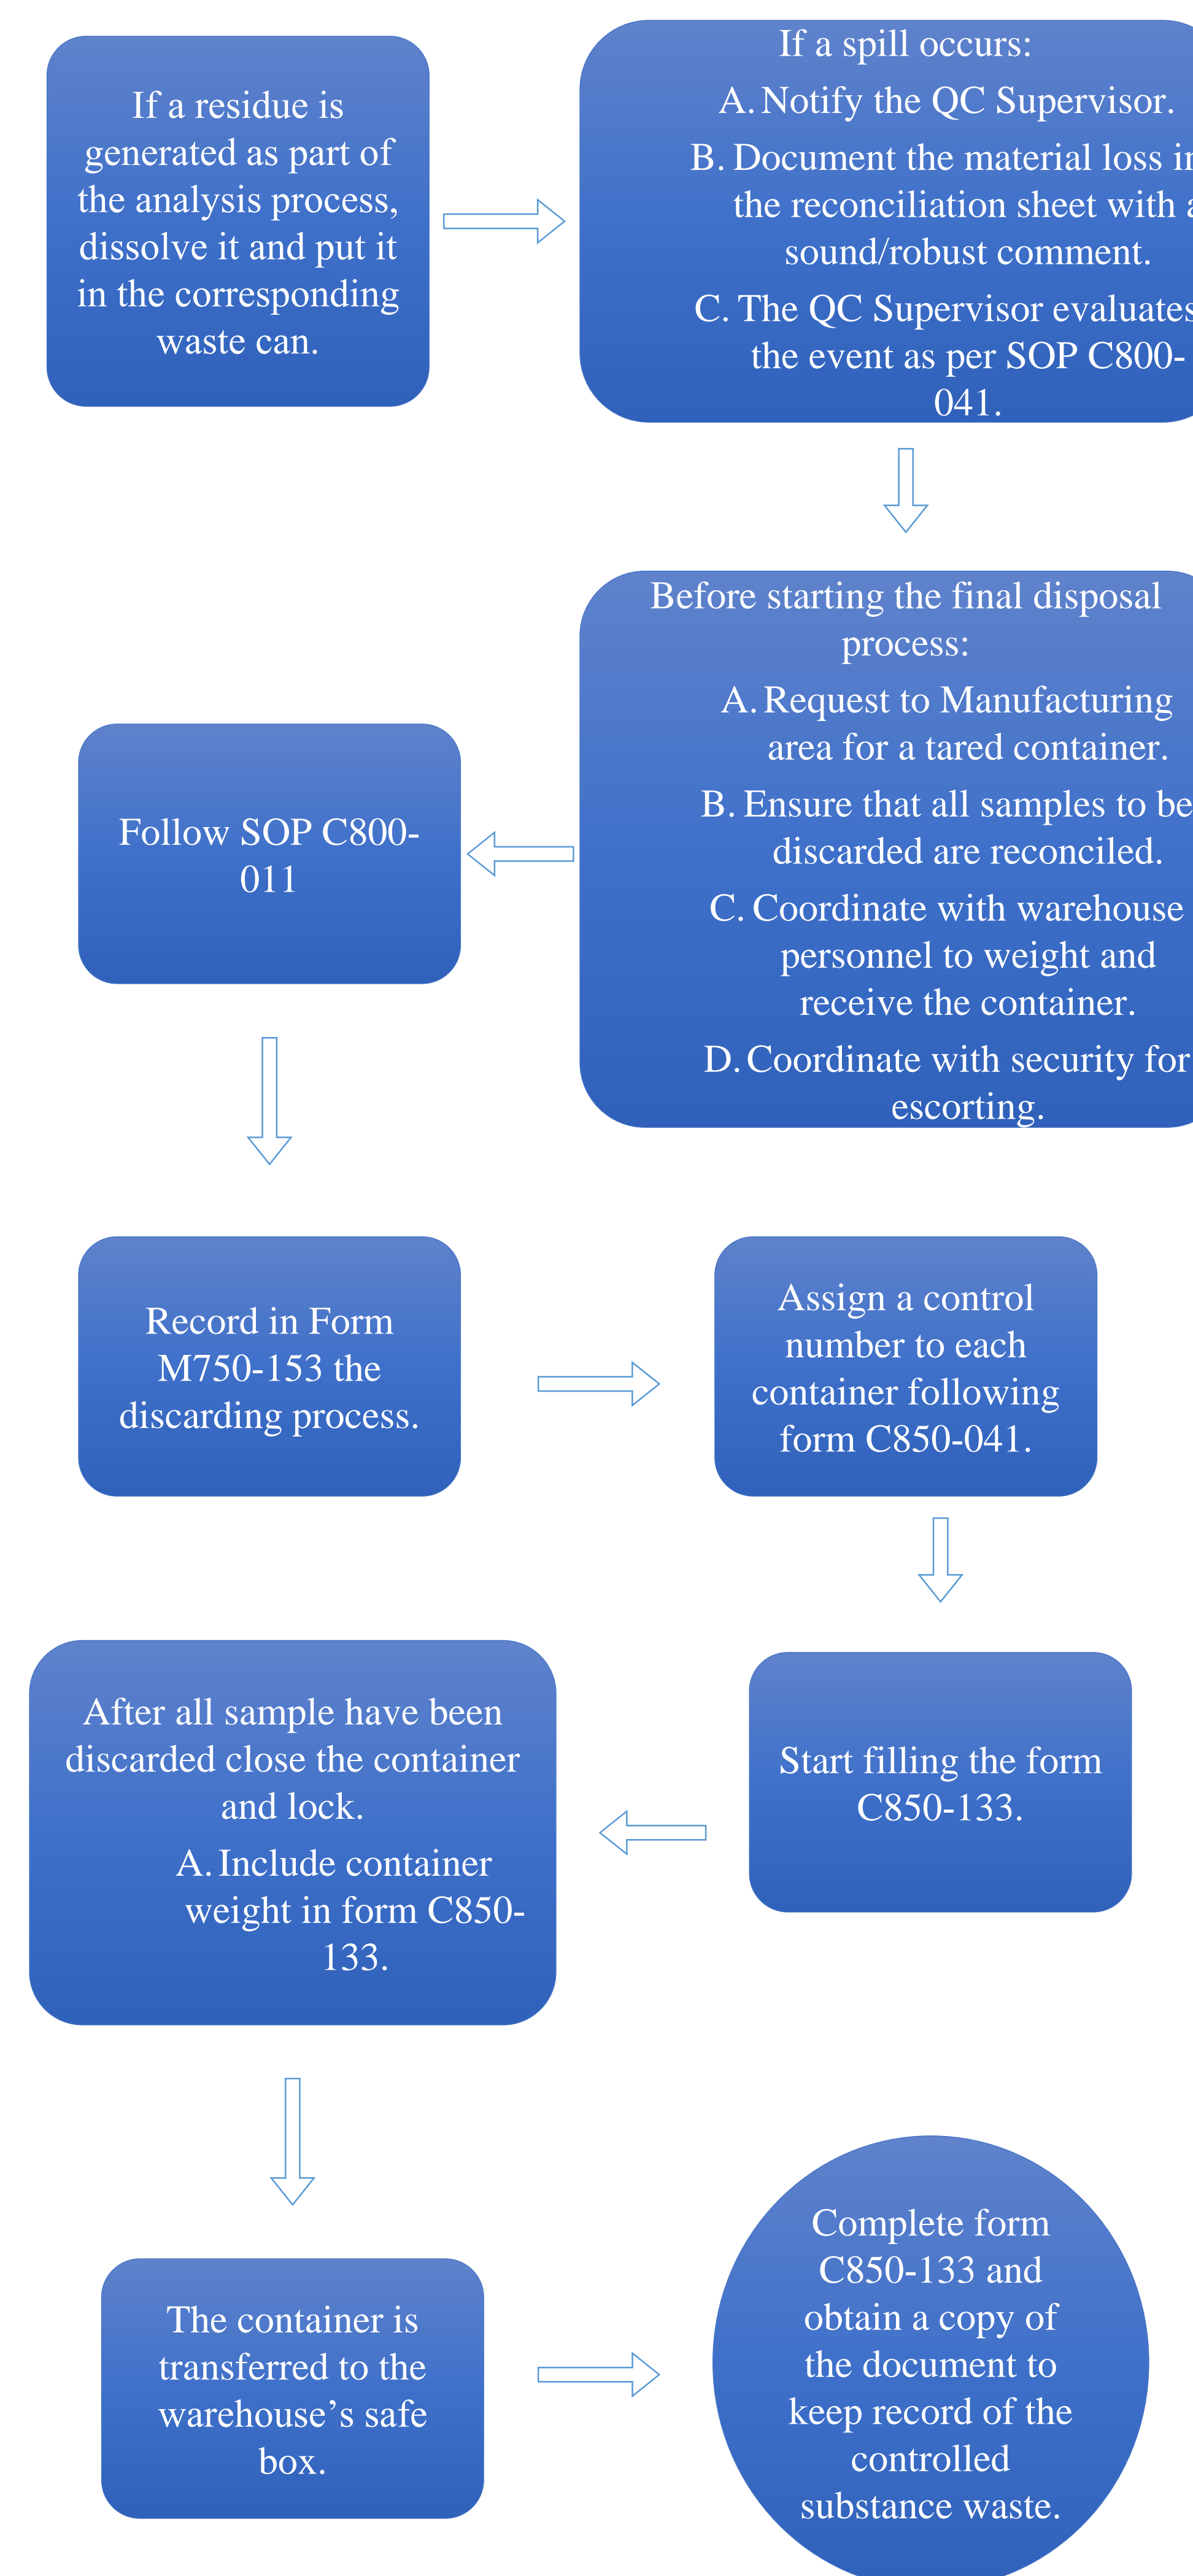 If a residue is
generated as part of
the analysis process,
dissolve it and put it
in the corresponding
waste can.
If a spill occurs:
A. Notify the QC Supervisor.
B. Document the material loss in
the reconciliation sheet with a
sound/robust comment.
C. The QC Supervisor evaluates
the event as per SOP C800-
041.
Before starting the final disposal
process:
A. Request to Manufacturing
area for a tared container.
B. Ensure that all samples to be
discarded are reconciled.
C. Coordinate with warehouse
personnel to weight and
receive the container.
D. Coordinate with security for
escorting.
Follow SOP C800-
011
Record in Form
M750-153 the
discarding process.
Assign a control
number to each
container following
form C850-041.
Start filling the form
C850-133.
After all sample have been
discarded close the container
and lock.
A. Include container
weight in form C850-
133.
The container is
transferred to the
warehouse’s safe
box.
Complete form
C850-133 and
obtain a copy of
the document to
keep record of the
controlled
substance waste.